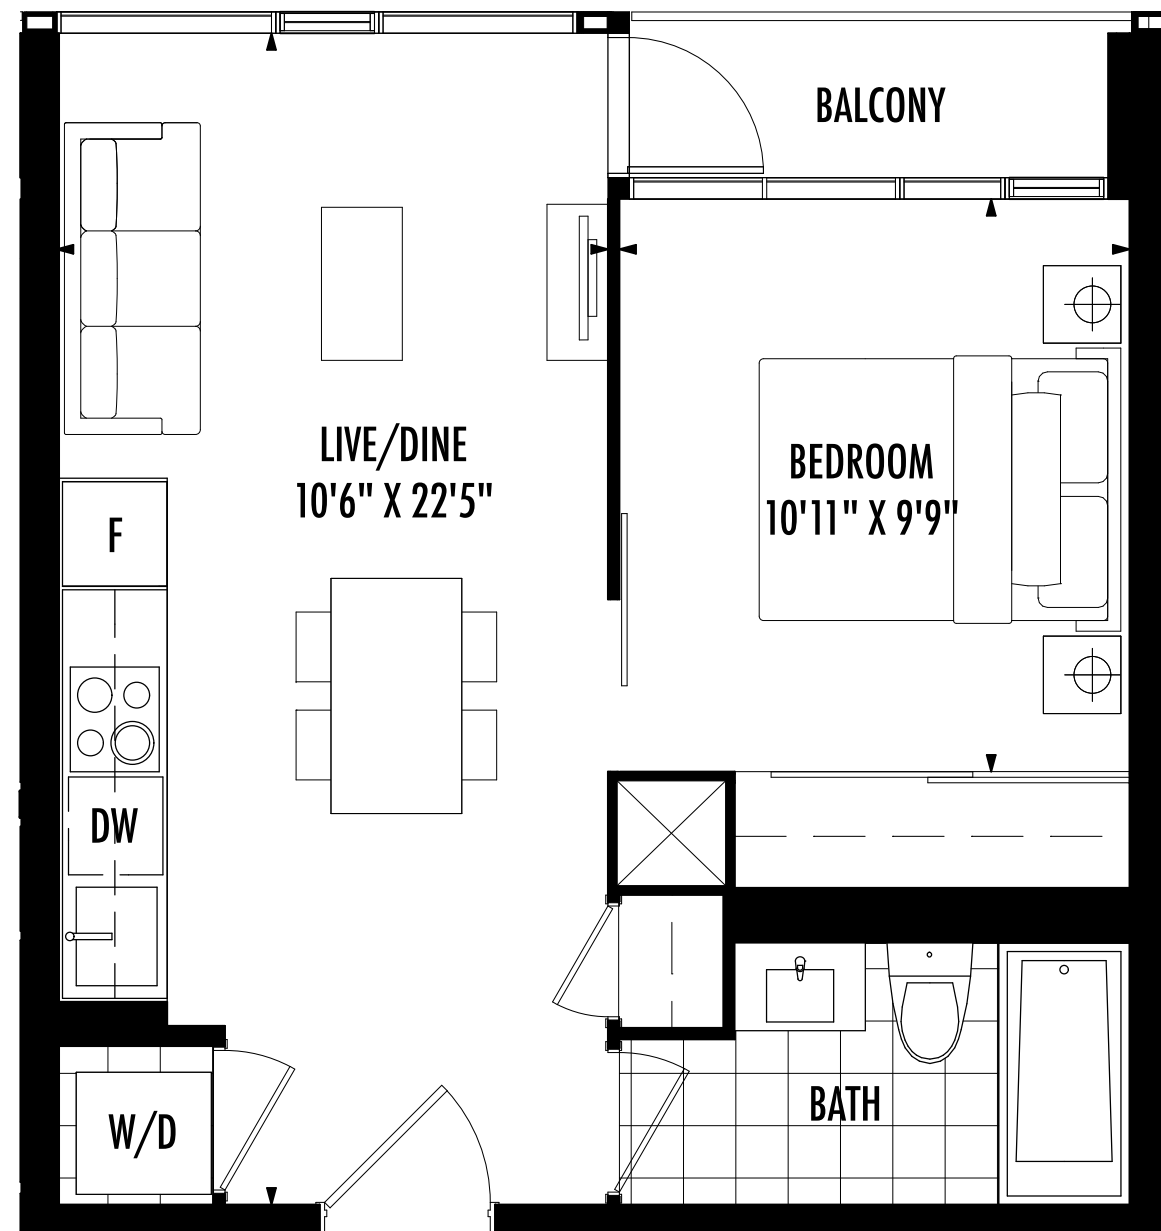 BALCONY
LIVE/DINE
10'6" X 22'5"
BEDROOM
10'11" X 9'9"
F
DW
BATH
W/D